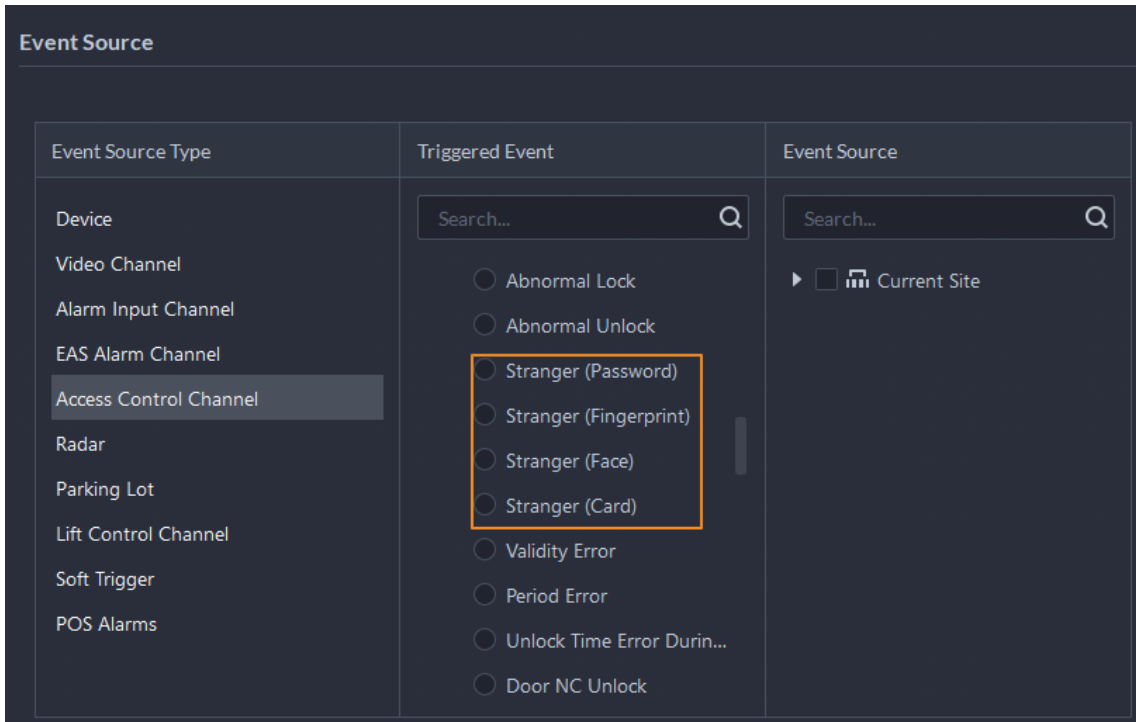 Event Source
Event Source Type
Triggered Event
Event Source
Device
Video Channel
Alarm Input Channel
EAS Alarm Channel
Access Control Channel
Radar
Parking Lot
Lift Control Channel
Soft Trigger
POS Alarms
Search...
Abnormal Lock
Abnormal Unlock
Stranger (Password)
Stranger (Fingerprint)
Stranger (Face)
Stranger (Card)
Validity Error
Period Error
Unlock Time Error Durin...
Door NC Unlock
Search...
Current Site